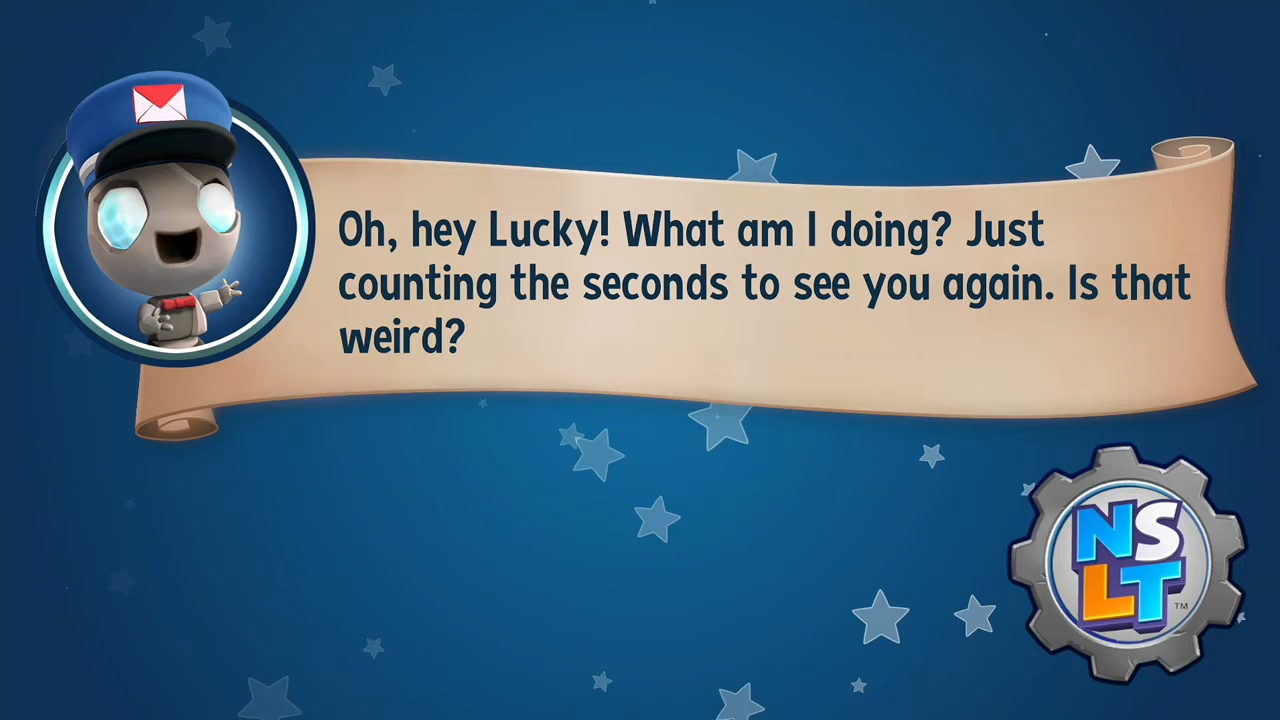 Oh, hey Lucky! What am I doing? Just
counting the seconds to see you again. Is that
weird?
NS
LT
TM